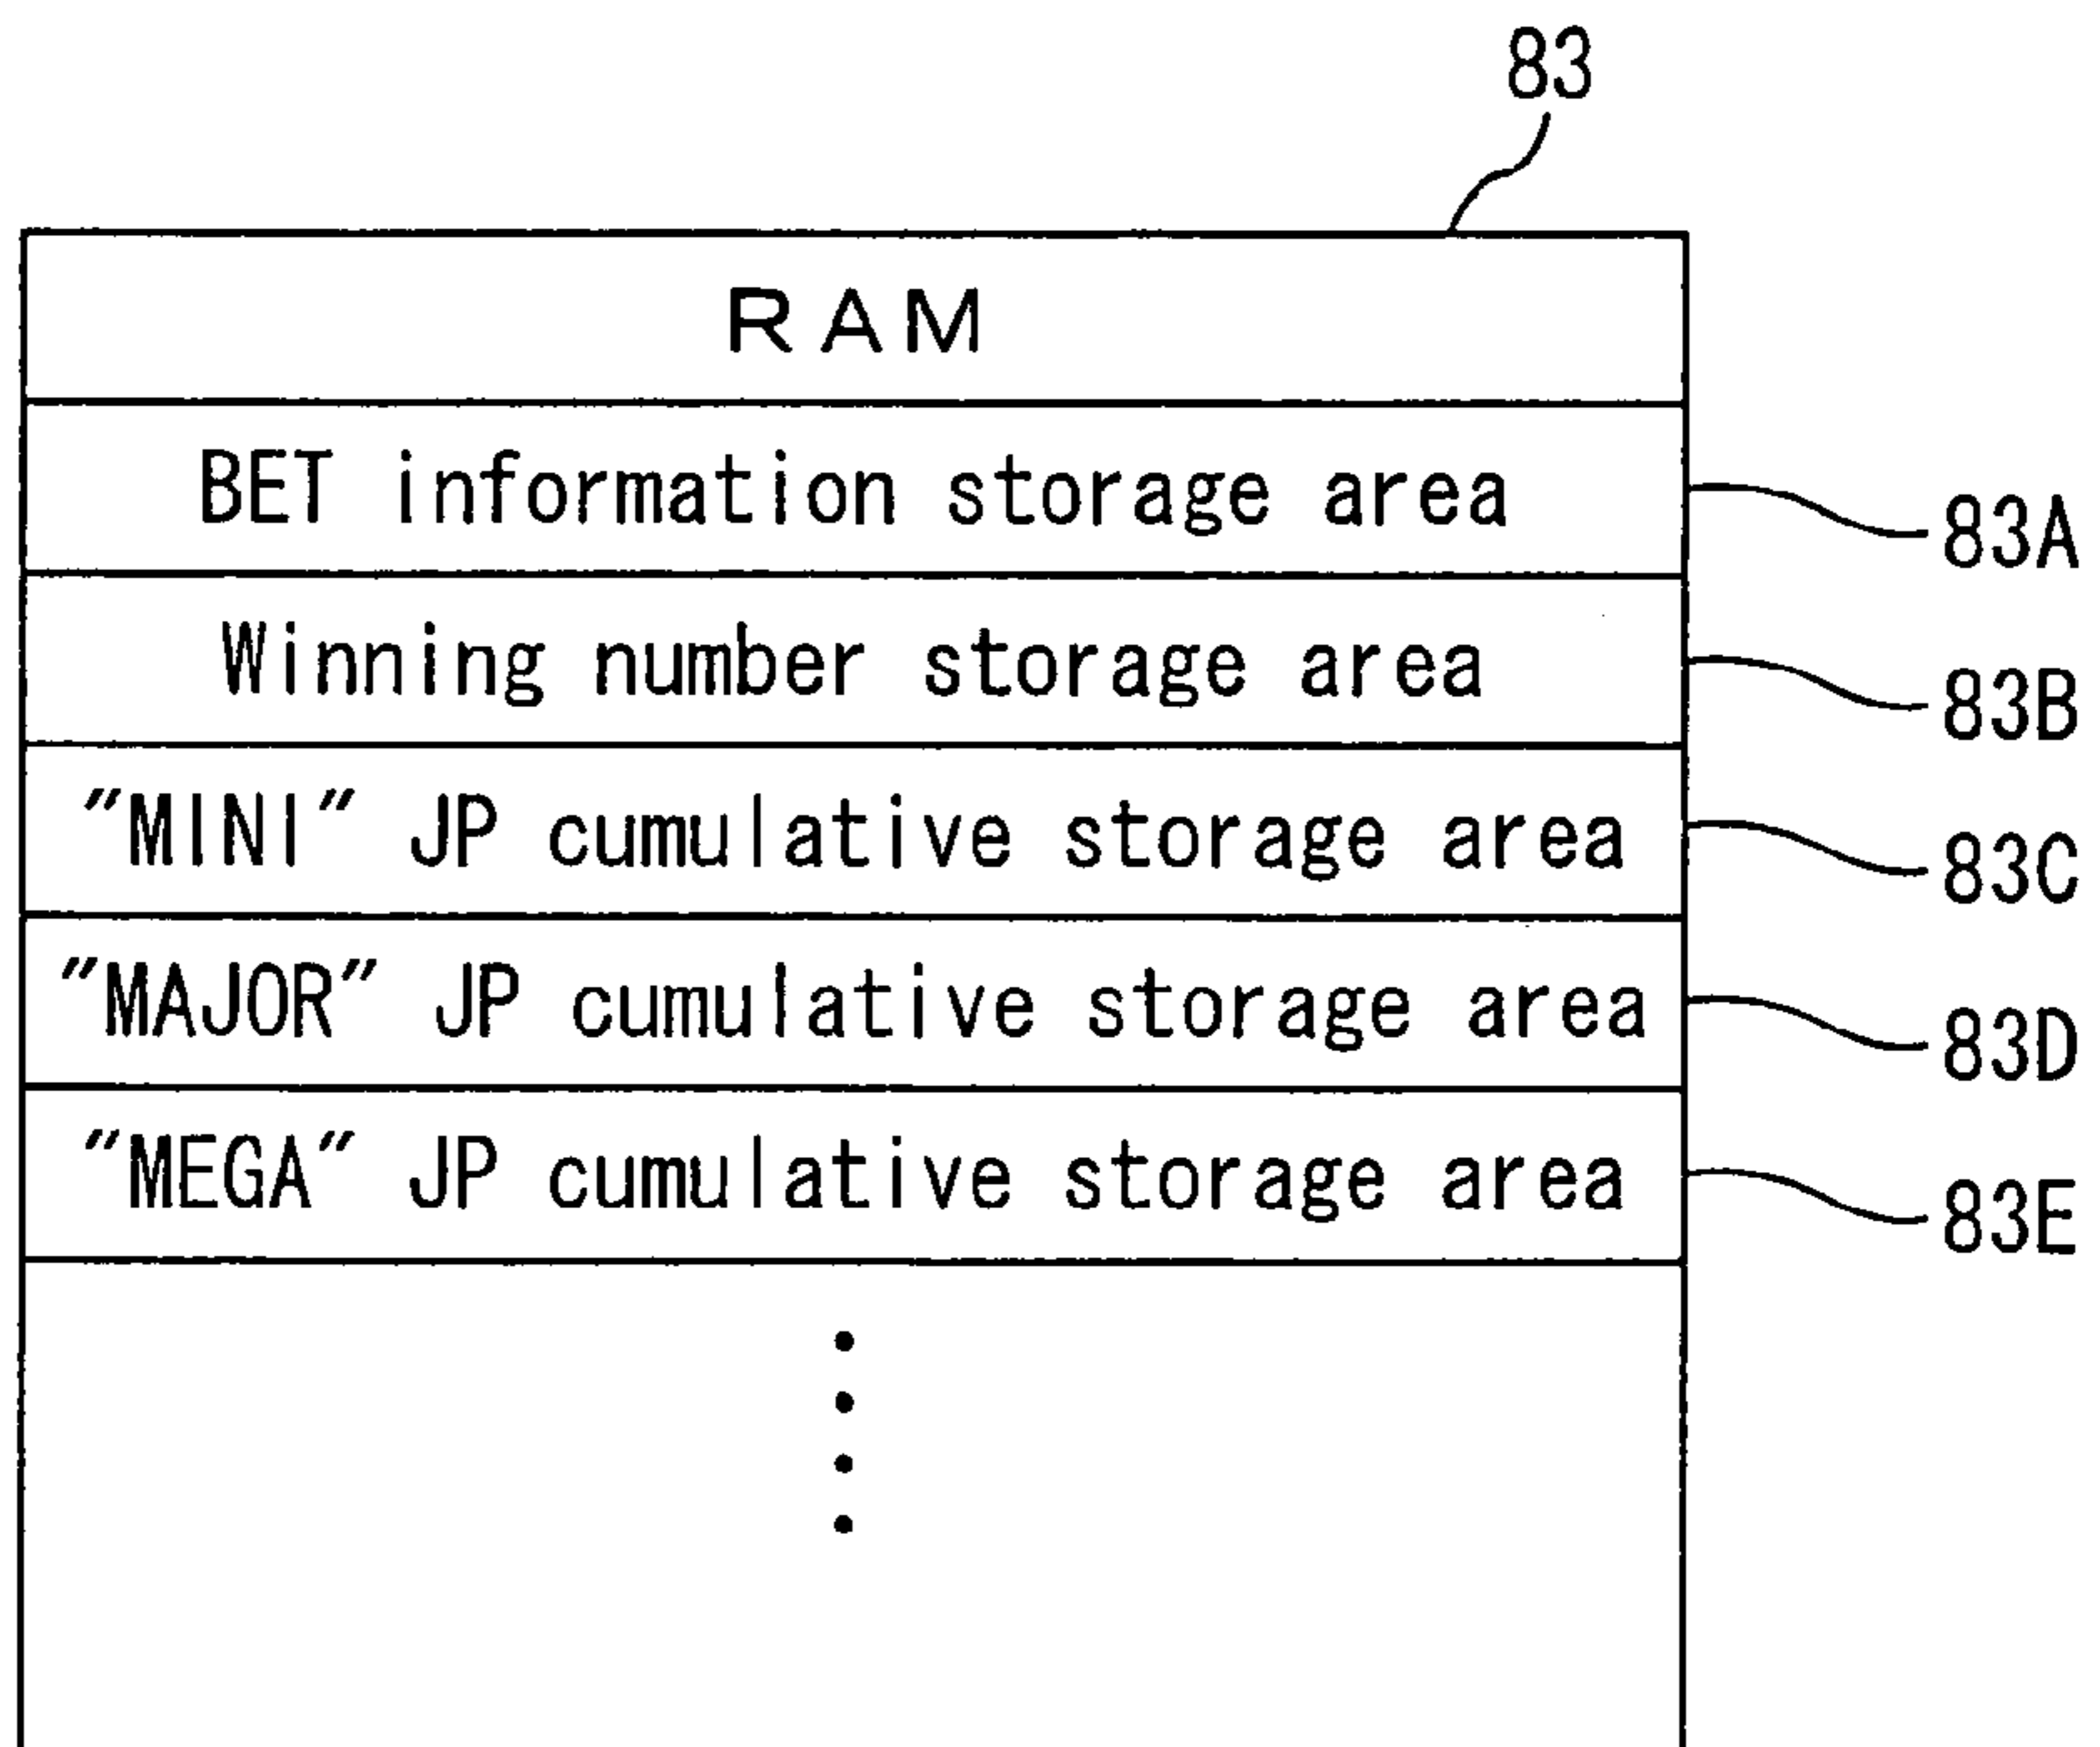 83
RAM
BET information storage area
83A
Winning number storage area
83B
"MINI" JP cumulative storage area
83C
"MAJOR" JP cumulative storage area
83D
"MEGA" JP cumulative storage area
83E